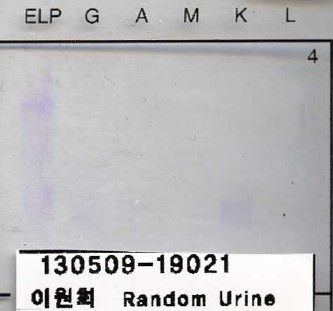 ELP G A M K L
4
130509-19021
이원회 Random Urine